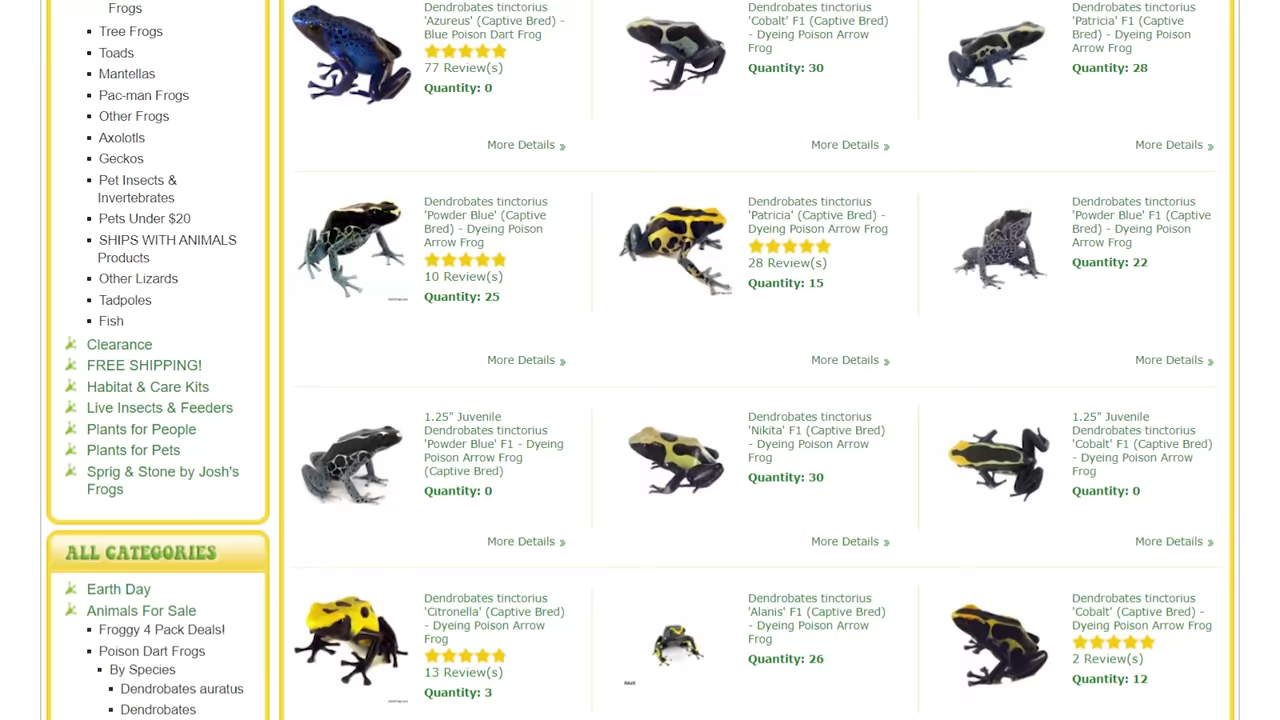 Frogs
Tree Frogs
Toads
Mantellas
Pac-man Frogs
Other Frogs
Axolotls
Geckos
Pet Insects &
Invertebrates
Pets Under $20
SHIPS WITH ANIMALS
Products
Other Lizards
Tadpoles
Fish
Clearance
FREE SHIPPING!
Habitat & Care Kits
Live Insects & Feeders
Plants for People
Plants for Pets
Sprig & Stone by Josh's
Frogs
ALL CATEGORIES
Earth Day
Animals For Sale
Froggy 4 Pack Deals!
Poison Dart Frogs
By Species
Dendrobates auratus
Dendrobates
Dendrobates tinctorius
'Azureus' (Captive Bred) -
Blue Poison Dart Frog
77 Review(s)
Quantity: 0
More Details »
Dendrobates tinctorius
'Cobalt' F1 (Captive Bred)
- Dyeing Poison Arrow
Frog
Quantity: 30
More Details »
Dendrobates tinctorius
'Patricia' F1 (Captive
Bred) - Dyeing Poison
Arrow Frog
Quantity: 28
More Details »
Dendrobates tinctorius
'Powder Blue' (Captive
Bred) - Dyeing Poison
Arrow Frog
10 Review(s)
Quantity: 25
More Details »
Dendrobates tinctorius
'Patricia' (Captive Bred) -
Dyeing Poison Arrow Frog
28 Review(s)
Quantity: 15
More Details »
Dendrobates tinctorius
'Powder Blue' F1 (Captive
Bred) - Dyeing Poison
Arrow Frog
Quantity: 22
More Details »
1.25" Juvenile
Dendrobates tinctorius
'Powder Blue' F1 - Dyeing
Poison Arrow Frog
(Captive Bred)
Quantity: 0
More Details »
Dendrobates tinctorius
'Nikita' F1 (Captive Bred)
- Dyeing Poison Arrow
Frog
Quantity: 30
More Details »
1.25" Juvenile
Dendrobates tinctorius
'Cobalt' F1 (Captive Bred)
- Dyeing Poison Arrow
Frog
Quantity: 0
More Details »
Dendrobates tinctorius
'Citronella' (Captive Bred)
- Dyeing Poison Arrow
Frog
13 Review(s)
Quantity: 3
Dendrobates tinctorius
'Alanis' F1 (Captive Bred)
- Dyeing Poison Arrow
Frog
Quantity: 26
Adult
Dendrobates tinctorius
'Cobalt' (Captive Bred) -
Dyeing Poison Arrow Frog
2 Review(s)
Quantity: 12